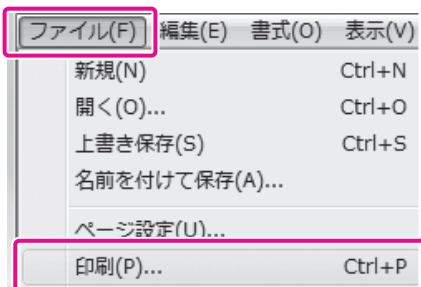 ファイル(F) 編集(E) 書式(O) 表示(V)
新規(N) Ctrl+N
開く(O)... Ctrl+O
上書き保存(S) Ctrl+S
名前を付けて保存(A)...
ページ設定(U)...
印刷(P)... Ctrl+P